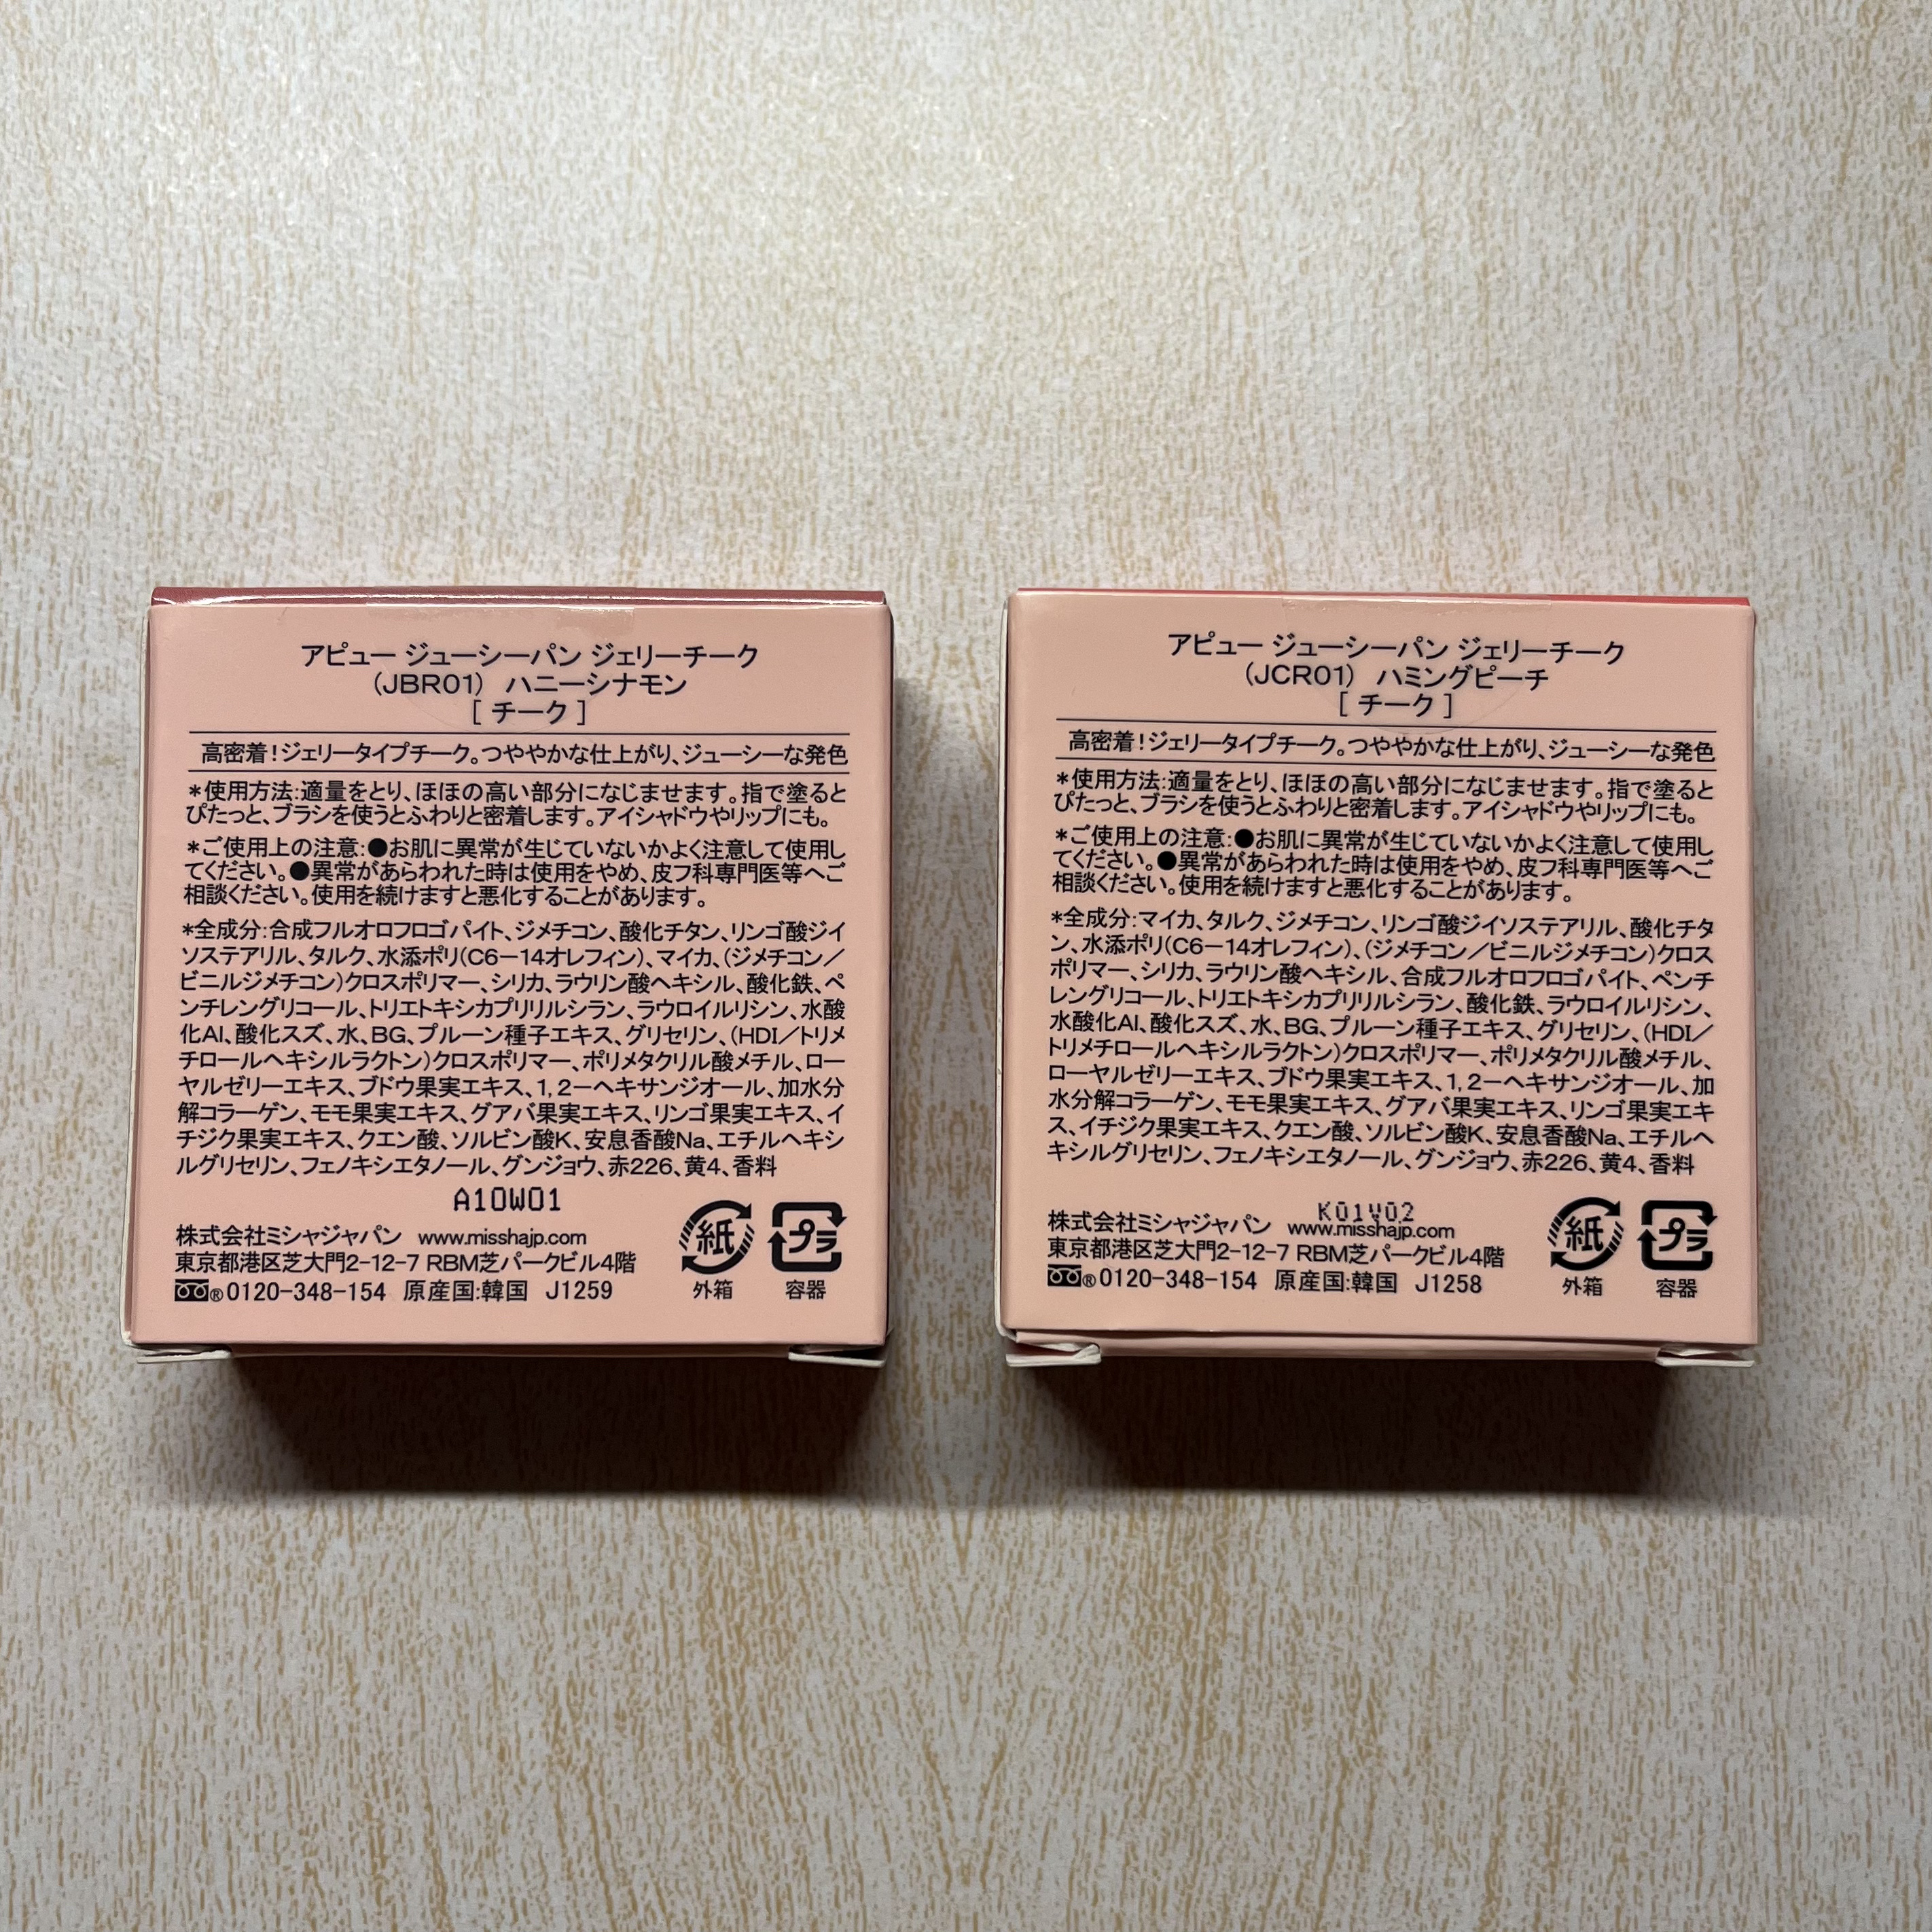 アピュー ジューシーパン ジェリーチーク
(JBR01) ハニーシナモン
[ チーク ]
高密着!ジェリータイプチーク。つややかな仕上がり、ジューシーな発色
*使用方法:適量をとり、ほほの高い部分になじませます。指で塗ると
ぴたっと、ブラシを使うとふわりと密着します。アイシャドウやリップにも。
*ご使用上の注意:●お肌に異常が生じていないかよく注意して使用し
てください。●異常があらわれた時は使用をやめ、皮フ科専門医等へご
相談ください。使用を続けますと悪化することがあります。
*全成分:合成フルオロフロゴパイト、ジメチコン、酸化チタン、リンゴ酸ジイ
ソステアリル、タルク、水添ポリ(C6-14オレフィン)、マイカ、(ジメチコン/
ビニルジメチコン)クロスポリマー、シリカ、ラウリン酸ヘキシル、酸化鉄、ペ
ンチレングリコール、トリエトキシカプリリルシラン、ラウロイルリシン、水酸
化Al、酸化スズ、水、BG、プルーン種子エキス、グリセリン、(HDI/トリメ
チロールヘキシルラクトン)クロスポリマー、ポリメタクリル酸メチル、ロー
ヤルゼリーエキス、ブドウ果実エキス、1,2-ヘキサンジオール、加水分
解コラーゲン、モモ果実エキス、グアバ果実エキス、リンゴ果実エキス、イ
チジク果実エキス、クエン酸、ソルビン酸K、安息香酸Na、エチルヘキシ
ルグリセリン、フェノキシエタノール、グンジョウ、赤226、黄4、香料
A10W01
株式会社ミシャジャパン www.misshajp.com
東京都港区芝大門2-12-7 RBM芝パークビル4階
®0120-348-154 原産国:韓国 J1259
紙
外箱
プラ
容器
アピュー ジューシーパン ジェリーチーク
(JCR01) ハミングピーチ
[ チーク ]
高密着!ジェリータイプチーク。つややかな仕上がり、ジューシーな発色
*使用方法:適量をとり、ほほの高い部分になじませます。指で塗ると
ぴたっと、ブラシを使うとふわりと密着します。アイシャドウやリップにも。
*ご使用上の注意:●お肌に異常が生じていないかよく注意して使用し
てください。●異常があらわれた時は使用をやめ、皮フ科専門医等へご
相談ください。使用を続けますと悪化することがあります。
*全成分:マイカ、タルク、ジメチコン、リンゴ酸ジイソステアリル、酸化チタ
ン、水添ポリ(C6-14オレフィン)、(ジメチコン/ビニルジメチコン)クロス
ポリマー、シリカ、ラウリン酸ヘキシル、合成フルオロフロゴパイト、ペンチ
レングリコール、トリエトキシカプリリルシラン、酸化鉄、ラウロイルリシン、
水酸化Al、酸化スズ、水、BG、プルーン種子エキス、グリセリン、(HDI/
トリメチロールヘキシルラクトン)クロスポリマー、ポリメタクリル酸メチル、
ローヤルゼリーエキス、ブドウ果実エキス、1,2-ヘキサンジオール、加
水分解コラーゲン、モモ果実エキス、グアバ果実エキス、リンゴ果実エキ
ス、イチジク果実エキス、クエン酸、ソルビン酸K、安息香酸Na、エチルヘ
キシルグリセリン、フェノキシエタノール、グンジョウ、赤226、黄4、香料
K01V02
株式会社ミシャジャパン www.misshajp.com
東京都港区芝大門2-12-7 RBM芝パークビル4階
®0120-348-154 原産国:韓国 J1258
紙
外箱
プラ
容器